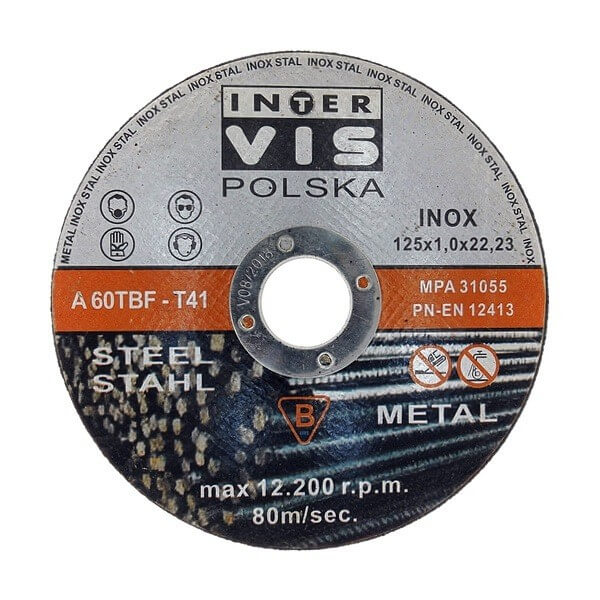 METAL INOX STAL INOX STAL INOX STAL INOX STAL INOX STAL INOX STAL INOX STAL INOX STAL INOX STAL INOX STAL
INTER
VIS
POLSKA
INOX
125x1,0x22,23
V08/2015
A 60TBF - T41
MPA 31055
PN-EN 12413
STEEL
STAHL
B
METAL
max 12.200 r.p.m.
80m/sec.